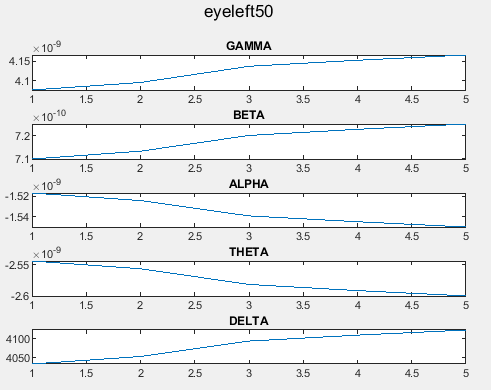 eyeleft50
×10^-9
GAMMA
4.15
4.1
1 1.5 2 2.5 3 3.5 4 4.5 5
×10^-10
BETA
7.2
7.1
1 1.5 2 2.5 3 3.5 4 4.5 5
×10^-9
ALPHA
-1.52
-1.54
1 1.5 2 2.5 3 3.5 4 4.5 5
×10^-9
THETA
-2.55
-2.6
1 1.5 2 2.5 3 3.5 4 4.5 5
DELTA
4100
4050
1 1.5 2 2.5 3 3.5 4 4.5 5